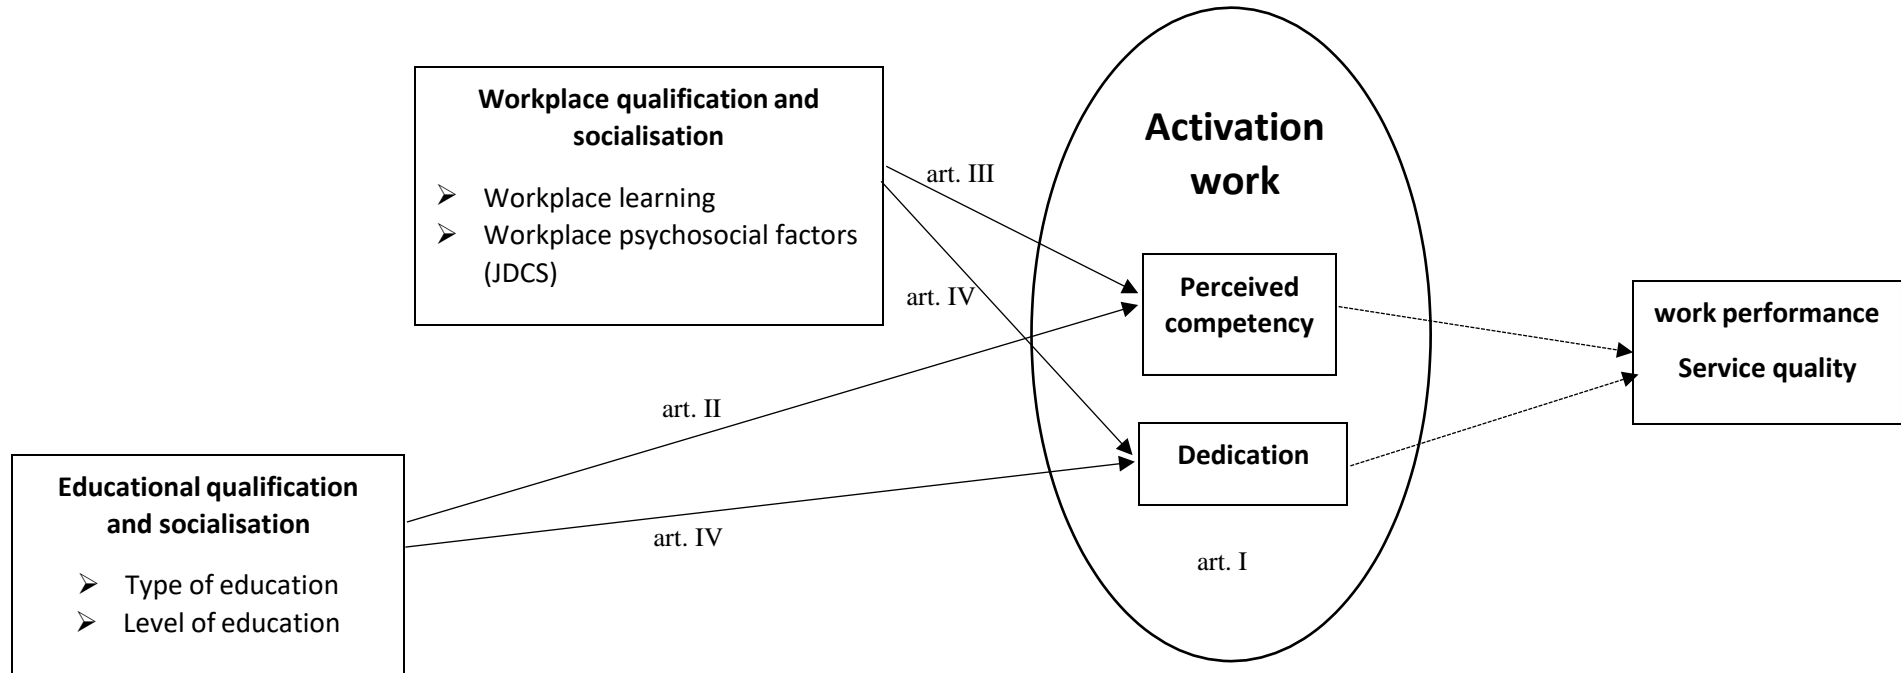 Workplace qualification and
socialisation
➢ Workplace learning
➢ Workplace psychosocial factors
(JDCS)
Educational qualification
and socialisation
➢ Type of education
➢ Level of education
art. III
art. IV
art. II
art. IV
Activation
work
Perceived
competency
Dedication
art. I
work performance
Service quality